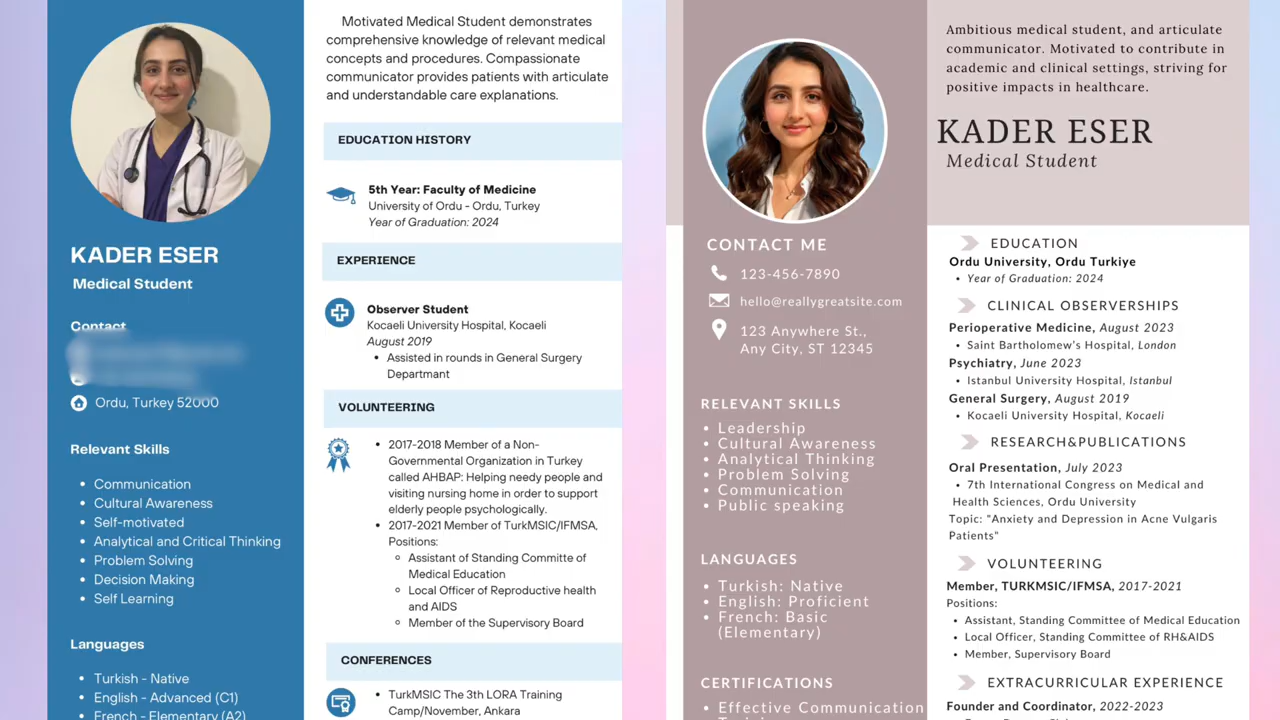 KADER ESER
Medical Student
Contact
Ordu, Turkey 52000
Relevant Skills
• Communication
• Cultural Awareness
• Self-motivated
• Analytical and Critical Thinking
• Problem Solving
• Decision Making
• Self Learning
Languages
• Turkish - Native
• English - Advanced (C1)
• French - Elementary (A2)
Motivated Medical Student demonstrates
comprehensive knowledge of relevant medical
concepts and procedures. Compassionate
communicator provides patients with articulate
and understandable care explanations.
EDUCATION HISTORY
5th Year: Faculty of Medicine
University of Ordu - Ordu, Turkey
Year of Graduation: 2024
EXPERIENCE
Observer Student
Kocaeli University Hospital, Kocaeli
August 2019
• Assisted in rounds in General Surgery
Departmant
VOLUNTEERING
• 2017-2018 Member of a Non-
Governmental Organization in Turkey
called AHBAP: Helping needy people and
visiting nursing home in order to support
elderly people psychologically.
• 2017-2021 Member of TurkMSIC/IFMSA,
Positions:
◦ Assistant of Standing Committe of
Medical Education
◦ Local Officer of Reproductive health
and AIDS
◦ Member of the Supervisory Board
CONFERENCES
• TurkMSIC The 3th LORA Training
Camp/November, Ankara
CONTACT ME
123-456-7890
hello@reallygreatsite.com
123 Anywhere St.,
Any City, ST 12345
RELEVANT SKILLS
• Leadership
• Cultural Awareness
• Analytical Thinking
• Problem Solving
• Communication
• Public speaking
LANGUAGES
• Turkish: Native
• English: Proficient
• French: Basic
(Elementary)
CERTIFICATIONS
• Effective Communication
Ambitious medical student, and articulate
communicator. Motivated to contribute in
academic and clinical settings, striving for
positive impacts in healthcare.
KADER ESER
Medical Student
EDUCATION
Ordu University, Ordu Turkiye
• Year of Graduation: 2024
CLINICAL OBSERVERSHIPS
Perioperative Medicine, August 2023
• Saint Bartholomew's Hospital, London
Psychiatry, June 2023
• Istanbul University Hospital, Istanbul
General Surgery, August 2019
• Kocaeli University Hospital, Kocaeli
RESEARCH&PUBLICATIONS
Oral Presentation, July 2023
• 7th International Congress on Medical and
Health Sciences, Ordu University
Topic: "Anxiety and Depression in Acne Vulgaris
Patients"
VOLUNTEERING
Member, TURKMSIC/IFMSA, 2017-2021
Positions:
• Assistant, Standing Committee of Medical Education
• Local Officer, Standing Committee of RH&AIDS
• Member, Supervisory Board
EXTRACURRICULAR EXPERIENCE
Founder and Coordinator, 2022-2023